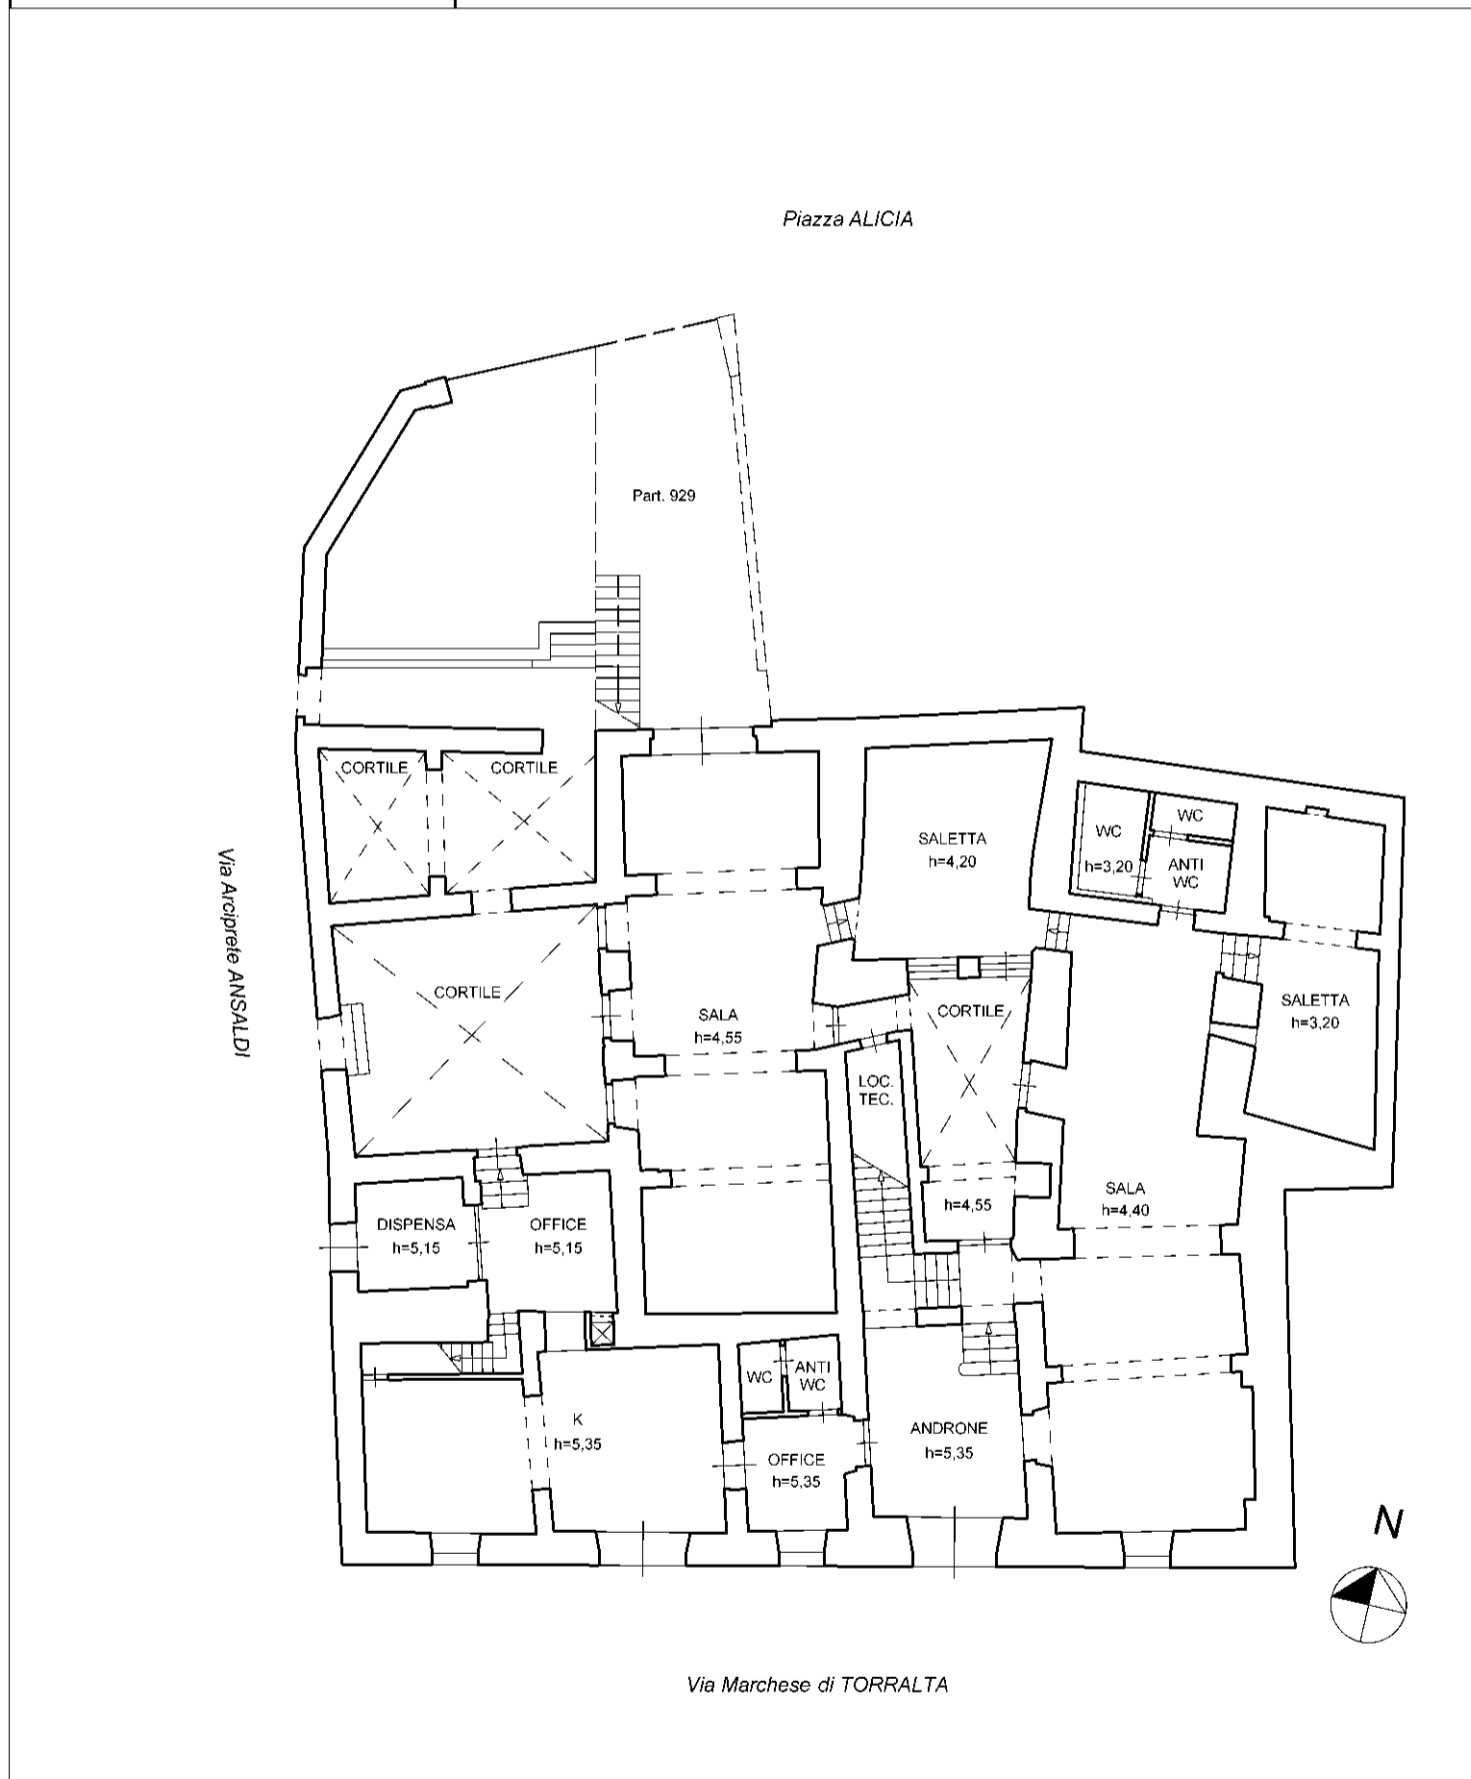 Piazza ALICIA
Part. 929
CORTILE
CORTILE
SALETTA
h=4,20
WC
h=3,20
WC
ANTI
WC
Via Arciprete ANSALDI
CORTILE
SALA
h=4,55
CORTILE
SALETTA
h=3,20
LOC.
TEC.
DISPENSA
h=5,15
OFFICE
h=5,15
h=4,55
SALA
h=4,40
WC
ANTI
WC
K
h=5,35
OFFICE
h=5,35
ANDRONE
h=5,35
N
Via Marchese di TORRALTA